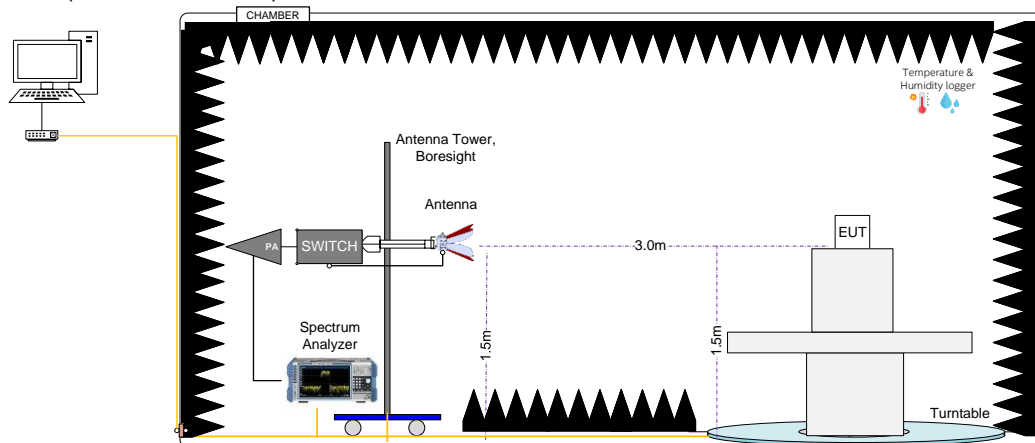 CHAMBER
Temperature &
Humidity logger
Antenna Tower,
Boresight
Antenna
PA
SWITCH
3.0m
EUT
1.5m
1.5m
Spectrum
Analyzer
Turntable